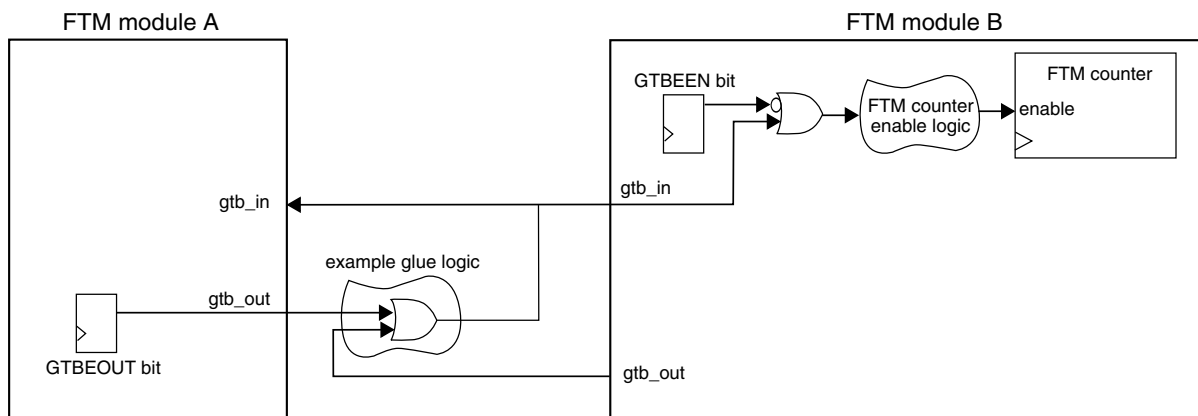 FTM module A
FTM module B
GTBEEN bit
FTM counter
FTM counter
enable logic
enable
gtb_in
gtb_in
example glue logic
gtb_out
GTBEOUT bit
gtb_out